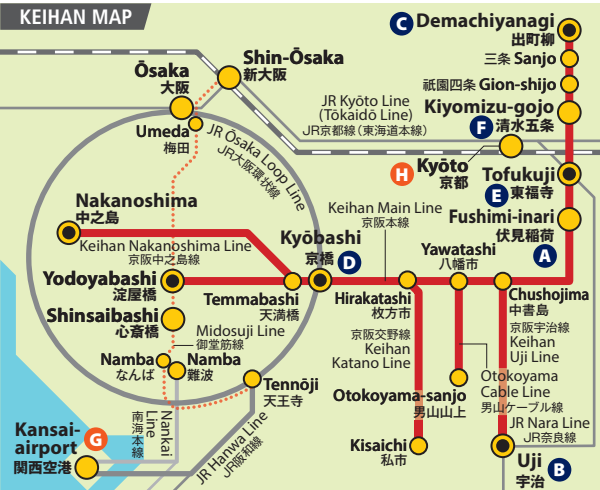 KEIHAN MAP
C
Demachiyanagi
出町柳
三条 Sanjo
祇園四条 Gion-shijo
Kiyomizu-gojo
清水五条
F
Shin-Ōsaka
新大阪
Ōsaka
大阪
Umeda
梅田
JR Kyōto Line
(Tōkaidō Line)
JR京都線(東海道本線)
JR Ōsaka Loop Line
JR大阪環状線
H
Kyōto
京都
Tofukuji
東福寺
E
Fushimi-inari
伏見稲荷
A
Nakanoshima
中之島
Keihan Nakanoshima Line
京阪中之島線
Keihan Main Line
京阪本線
Kyōbashi
京橋
D
Yawatashi
八幡市
Yodoyabashi
淀屋橋
Temmabashi
天満橋
Hirakatashi
枚方市
Chushojima
中書島
京阪宇治線
Keihan
Uji Line
Shinsaibashi
心斎橋
Midosuji Line
御堂筋線
京阪交野線
Keihan
Katano Line
Namba
なんば
Namba
難波
Tennōji
天王寺
Otokoyama-sanjo
男山山上
Otokoyama
Cable Line
男山ケーブル線
JR Nara Line
JR奈良線
Kansai-
airport
関西空港
G
Nankai
Line
南海本線
JR Hanwa Line
JR阪和線
Kisaichi
私市
Uji
宇治
B